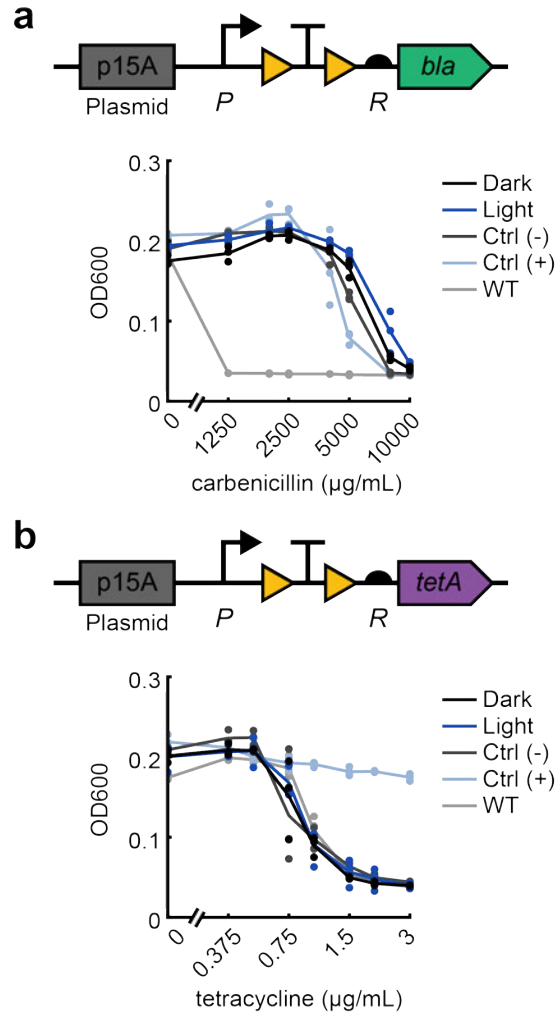 a
p15A
bla
Plasmid
P
R
0.3
0.2
0.1
0
OD600
Dark
Light
Ctrl (-)
Ctrl (+)
WT
0
1250
2500
5000
10000
carbenicillin (µg/mL)
b
p15A
tetA
Plasmid
P
R
0.3
0.2
0.1
0
OD600
Dark
Light
Ctrl (-)
Ctrl (+)
WT
0
0.375
0.75
1.5
3
tetracycline (µg/mL)